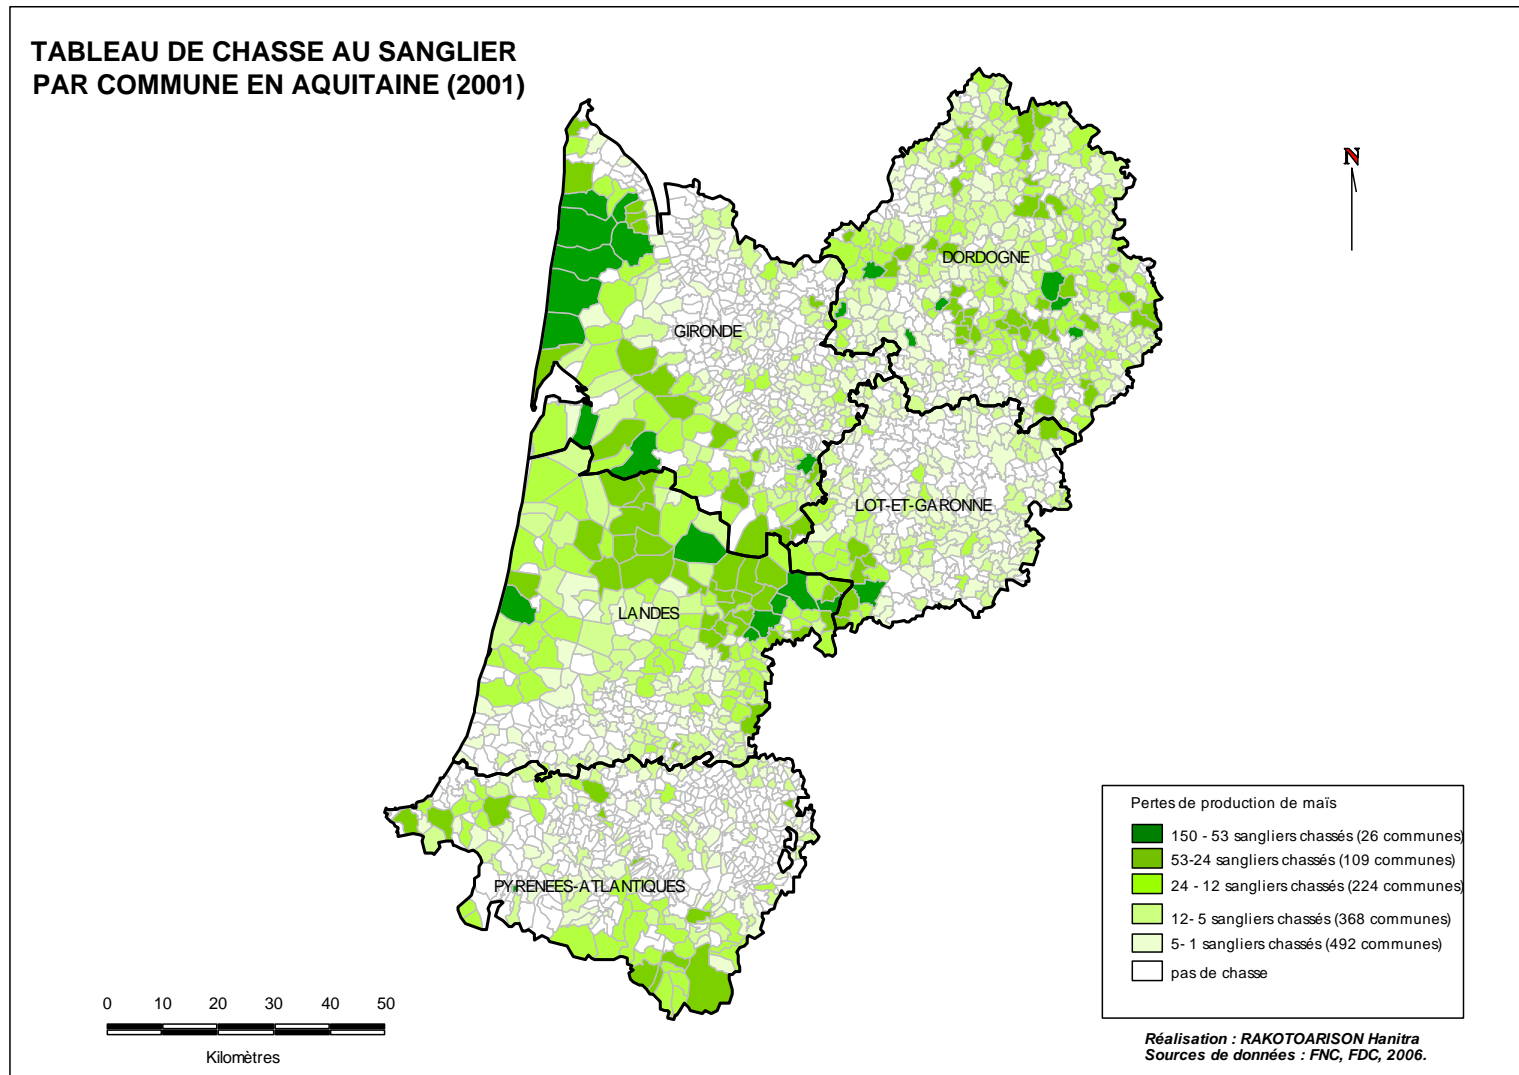 TABLEAU DE CHASSE AU SANGLIER
PAR COMMUNE EN AQUITAINE (2001)
N
DORDOGNE
GIRONDE
LOT-ET-GARONNE
LANDES
PYRENEES-ATLANTIQUES
Pertes de production de maïs
150 - 53 sangliers chassés (26 communes)
53-24 sangliers chassés (109 communes)
24 - 12 sangliers chassés (224 communes)
12- 5 sangliers chassés (368 communes)
5- 1 sangliers chassés (492 communes)
pas de chasse
0 10 20 30 40 50
Kilomètres
Réalisation : RAKOTOARISON Hanitra
Sources de données : FNC, FDC, 2006.